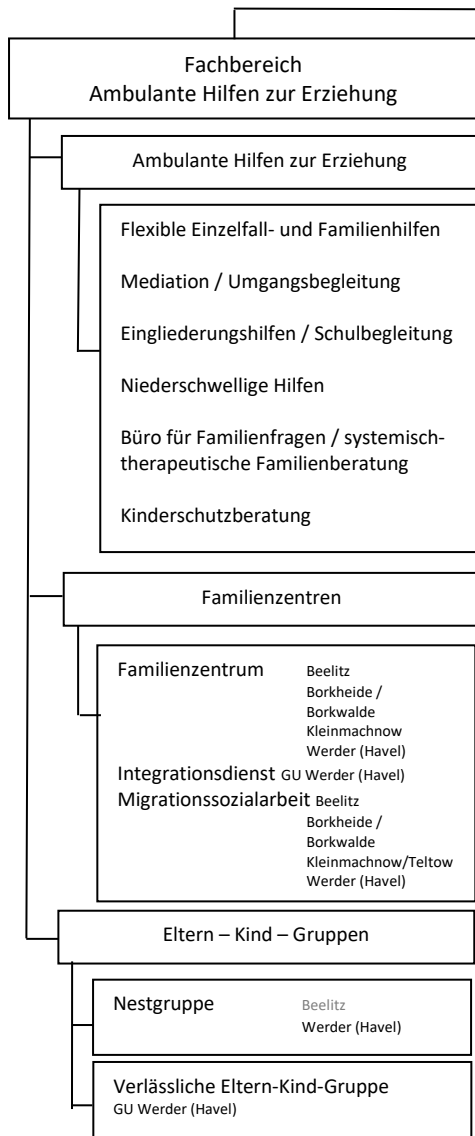 Fachbereich
Ambulante Hilfen zur Erziehung
Ambulante Hilfen zur Erziehung
Flexible Einzelfall- und Familienhilfen
Mediation / Umgangsbegleitung
Eingliederungshilfen / Schulbegleitung
Niederschwellige Hilfen
Büro für Familienfragen / systemisch-
therapeutische Familienberatung
Kinderschutzberatung
Familienzentren
Familienzentrum Beelitz
Borkheide /
Borkwalde
Kleinmachnow
Werder (Havel)
Integrationsdienst GU Werder (Havel)
Migrationssozialarbeit Beelitz
Borkheide /
Borkwalde
Kleinmachnow/Teltow
Werder (Havel)
Eltern – Kind – Gruppen
Nestgruppe Beelitz
Werder (Havel)
Verlässliche Eltern-Kind-Gruppe
GU Werder (Havel)